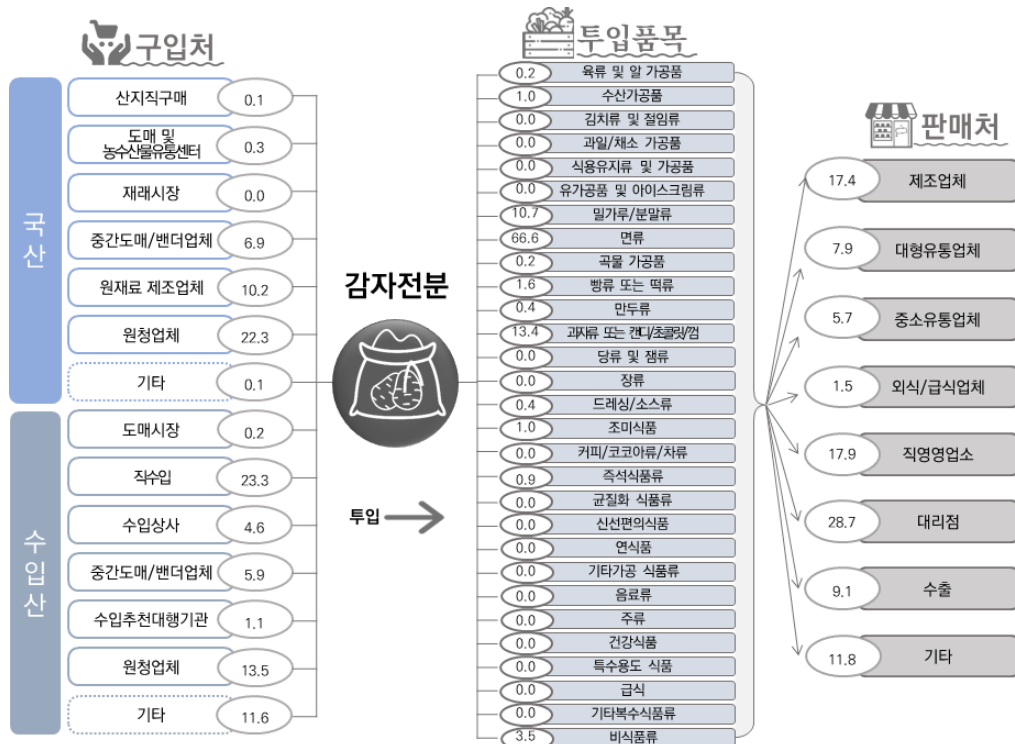 구입처
국산
산지직구매 0.1
도매 및
농수산물유통센터 0.3
재래시장 0.0
중간도매/밴더업체 6.9
원재료 제조업체 10.2
원청업체 22.3
기타 0.1
수입산
도매시장 0.2
직수입 23.3
수입상사 4.6
중간도매/밴더업체 5.9
수입추천대행기관 1.1
원청업체 13.5
기타 11.6
감자전분
투입
투입품목
0.2 육류 및 알 가공품
1.0 수산가공품
0.0 김치류 및 절임류
0.0 과일/채소 가공품
0.0 식용유지류 및 가공품
0.0 유가공품 및 아이스크림류
10.7 밀가루/분말류
66.6 면류
0.2 곡물 가공품
1.6 빵류 또는 떡류
0.4 만두류
13.4 과자류 또는 캔디/초콜릿/껌
0.0 당류 및 잼류
0.0 장류
0.4 드레싱/소스류
1.0 조미식품
0.0 커피/코코아류/차류
0.9 즉석식품류
0.0 균질화 식품류
0.0 신선편의식품
0.0 연식품
0.0 기타가공 식품류
0.0 음료류
0.0 주류
0.0 건강식품
0.0 특수용도 식품
0.0 급식
0.0 기타복수식품류
3.5 비식품류
판매처
17.4 제조업체
7.9 대형유통업체
5.7 중소유통업체
1.5 외식/급식업체
17.9 직영영업소
28.7 대리점
9.1 수출
11.8 기타